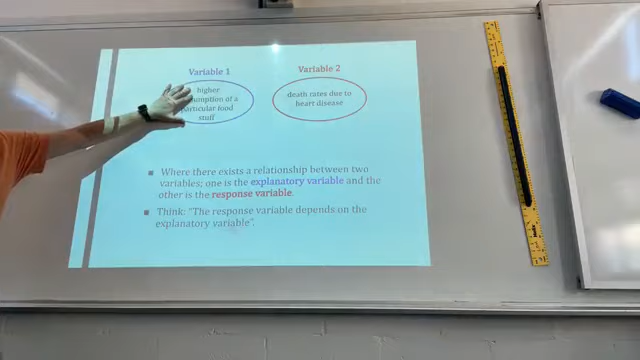 Variable 1
Variable 2
higher
death rates due to
consumption of a
heart disease
particular food
stuff
▪ Where there exists a relationship between two
variables; one is the explanatory variable and the
other is the response variable.
▪ Think: "The response variable depends on the
explanatory variable".